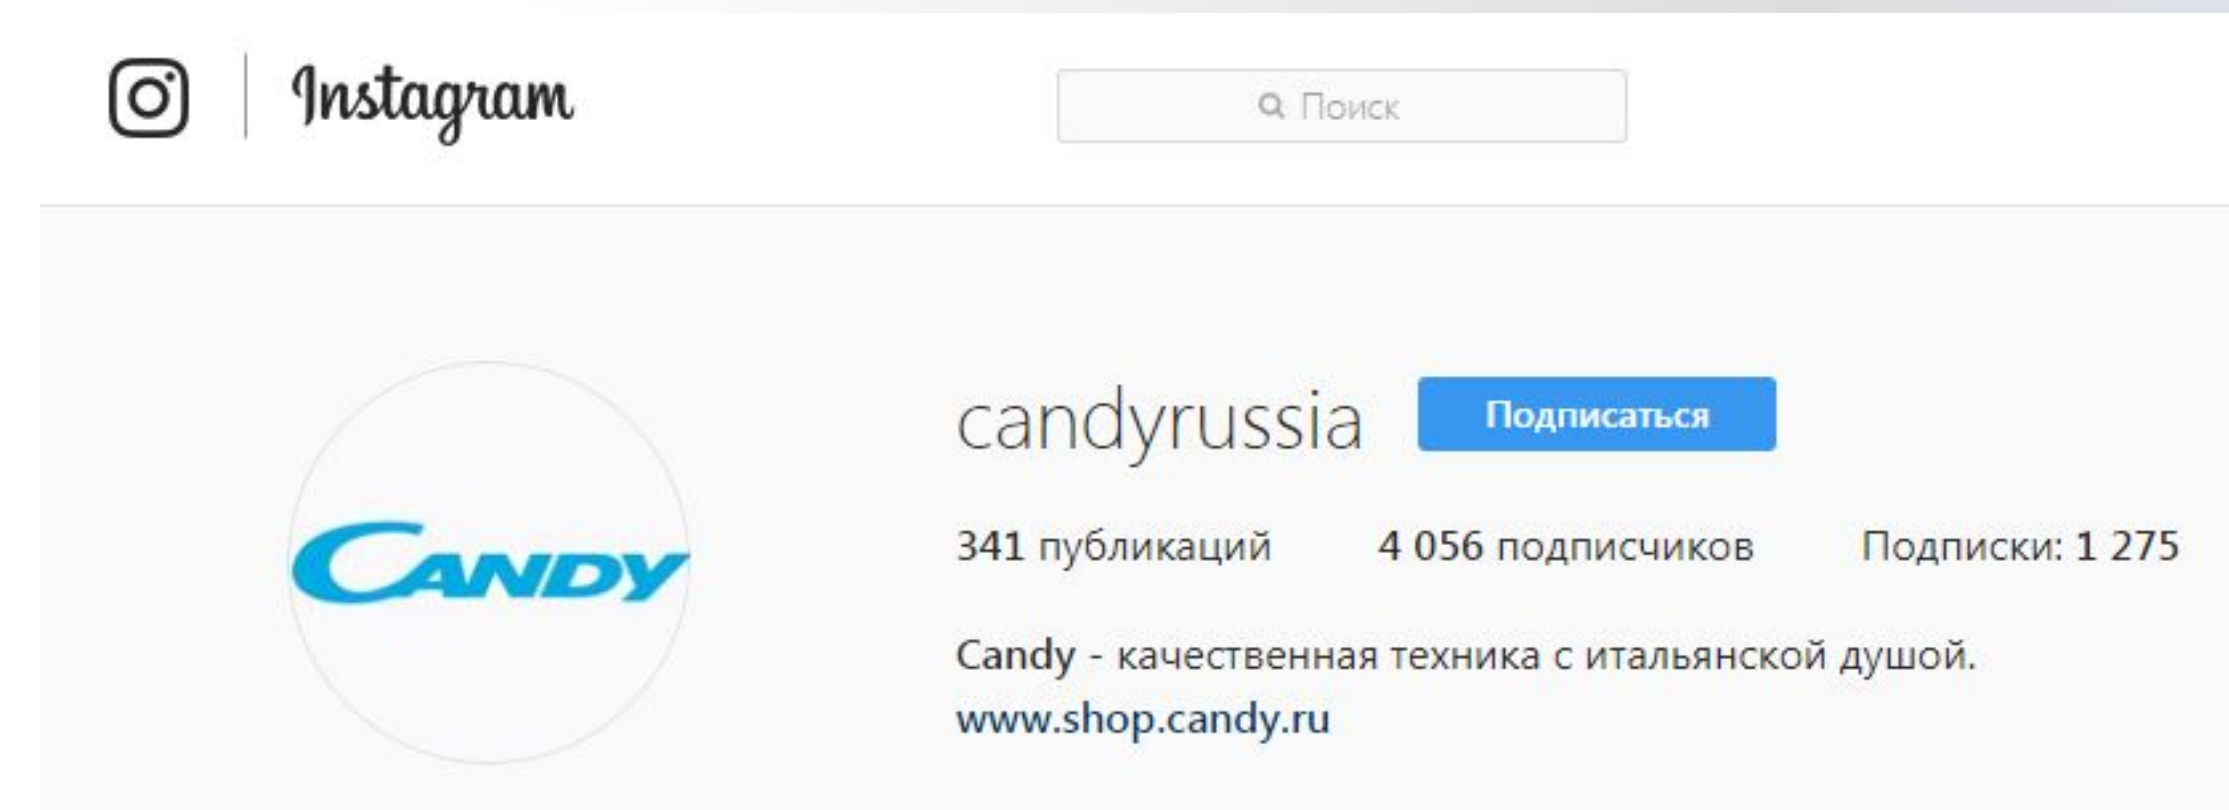 Instagram
Поиск
candyrussia Подписаться
341 публикаций 4 056 подписчиков Подписки: 1 275
CANDY
Candy - качественная техника с итальянской душой.
www.shop.candy.ru